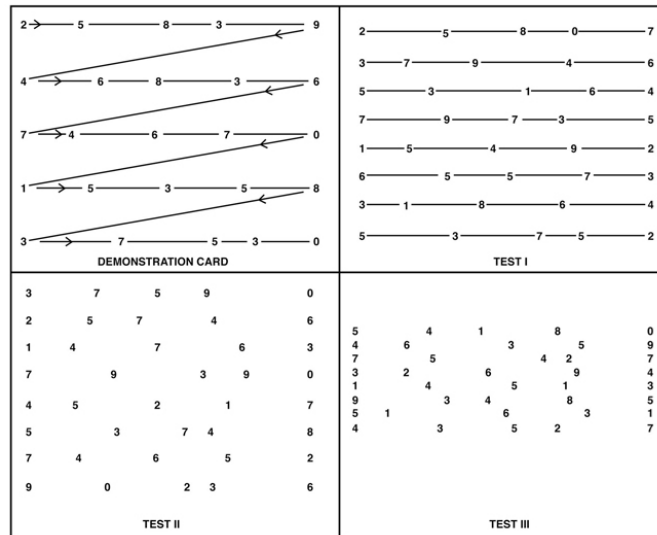 2 5 8 3 9
4 6 8 3 6
7 4 6 7 0
1 5 3 5 8
3 7 5 3 0
DEMONSTRATION CARD
2 5 8 0 7
3 7 9 4 6
5 3 1 6 4
7 9 7 3 5
1 5 4 9 2
6 5 5 7 3
3 1 8 6 4
5 3 7 5 2
TEST I
3 7 5 9 0
2 5 7 4 6
1 4 7 6 3
7 9 3 9 0
4 5 2 1 7
5 3 7 4 8
7 4 6 5 2
9 0 2 3 6
TEST II
5 4 1 8 0
4 6 3 5 9
7 5 4 2 7
3 2 6 9 4
1 4 5 1 3
9 3 4 8 5
5 1 6 3 1
4 3 5 2 7
TEST III